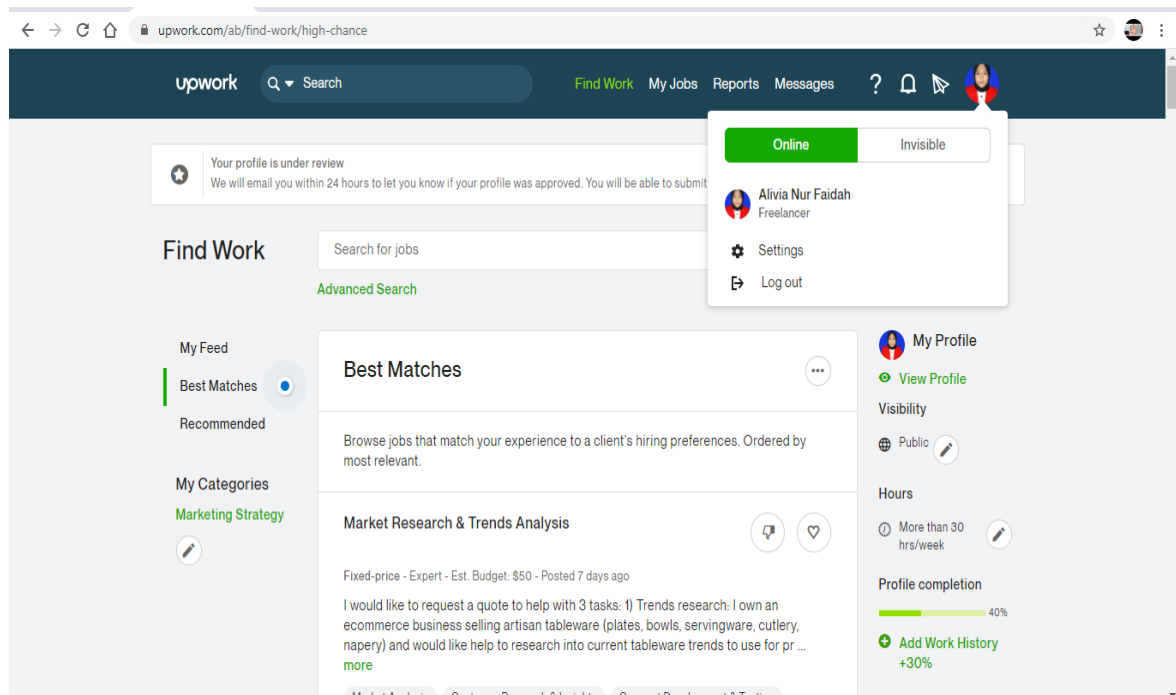 upwork.com/ab/find-work/high-chance
upwork Search Find Work My Jobs Reports Messages ?
Online Invisible
Your profile is under review
We will email you within 24 hours to let you know if your profile was approved. You will be able to submit
Alivia Nur Faidah
Freelancer
Settings
Log out
Find Work
Search for jobs
Advanced Search
My Feed
Best Matches
Recommended
My Categories
Marketing Strategy
Best Matches
Browse jobs that match your experience to a client's hiring preferences. Ordered by
most relevant.
Market Research & Trends Analysis
Fixed-price - Expert - Est. Budget: $50 - Posted 7 days ago
I would like to request a quote to help with 3 tasks: 1) Trends research: I own an
ecommerce business selling artisan tableware (plates, bowls, servingware, cutlery,
napery) and would like help to research into current tableware trends to use for pr ...
more
My Profile
View Profile
Visibility
Public
Hours
More than 30
hrs/week
Profile completion
40%
Add Work History
+30%